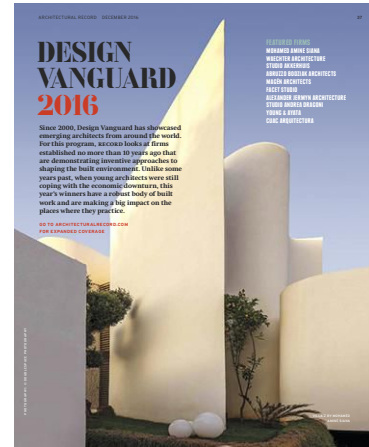 ARCHITECTURAL RECORD DECEMBER 2016
DESIGN
VANGUARD
2016
Since 2000, Design Vanguard has showcased
emerging architects from around the world.
For this program, RECORD looks at firms
established no more than 10 years ago that
are demonstrating inventive approaches to
shaping the built environment. Unlike some
years past, when young architects were still
coping with the economic downturn, this
year's winners have a robust body of built
work and are making a big impact on the
places where they practice.
GO TO ARCHITECTURALRECORD.COM
FOR EXPANDED COVERAGE
FEATURED FIRMS
MOHAMED AMINE SIANA
WAECHTER ARCHITECTURE
STUDIO AKKERHUIS
ABRUZZO BODZIAK ARCHITECTS
MAGÉN ARCHITECTS
FACET STUDIO
ALEXANDER JERMYN ARCHITECTURE
STUDIO ANDREA DRAGONI
YOUNG & AYATA
CUAC ARQUITECTURA